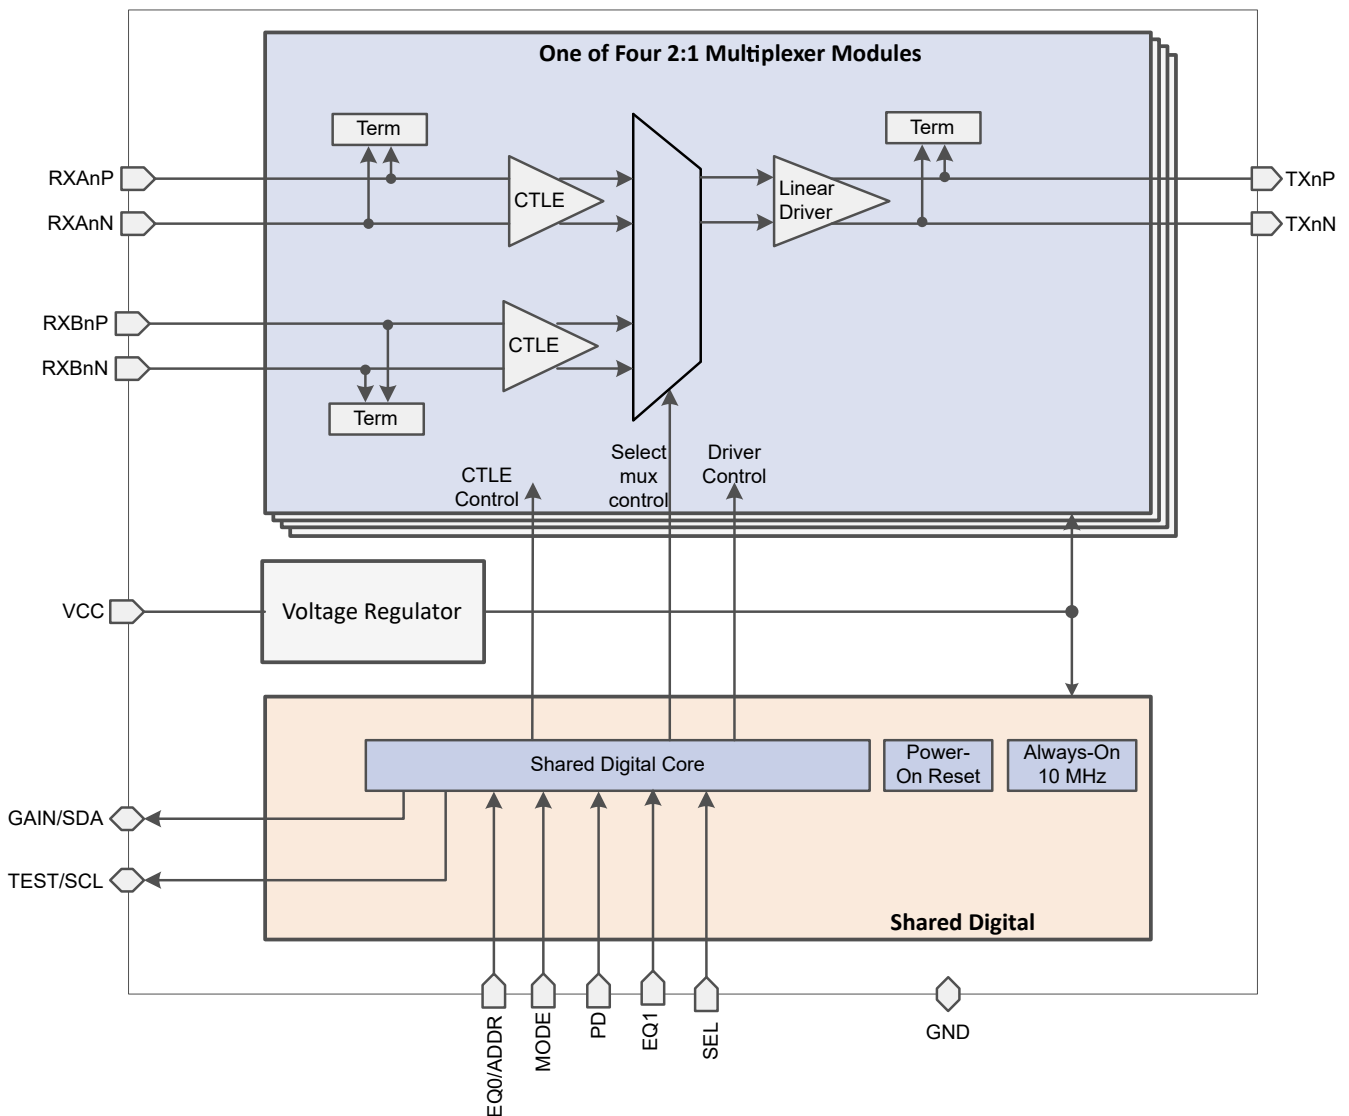 One of Four 2:1 Multiplexer Modules
Term
Term
RXAnP
CTLE
Linear
Driver
TXnP
RXAnN
TXnN
RXBnP
CTLE
RXBnN
Term
CTLE
Control
Select
mux
control
Driver
Control
VCC
Voltage Regulator
Shared Digital Core
Power-
On Reset
Always-On
10 MHz
GAIN/SDA
TEST/SCL
Shared Digital
EQ0/ADDR
MODE
PD
EQ1
SEL
GND